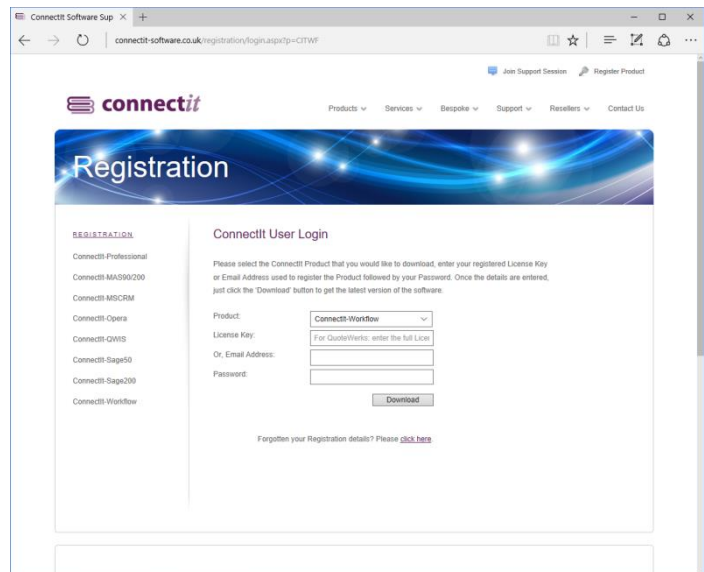 ConnectIt Software Sup
connectit-software.co.uk/registration/login.aspx?p=CITWF
Join Support Session Register Product
connectit
Products Services Bespoke Support Resellers Contact Us
Registration
REGISTRATION
ConnectIt-Professional
ConnectIt-MAS90/200
ConnectIt-MSCRM
ConnectIt-Opera
ConnectIt-QWIS
ConnectIt-Sage50
ConnectIt-Sage200
ConnectIt-Workflow
ConnectIt User Login
Please select the ConnectIt Product that you would like to download, enter your registered License Key
or Email Address used to register the Product followed by your Password. Once the details are entered,
just click the 'Download' button to get the latest version of the software.
Product: ConnectIt-Workflow
License Key: For QuoteWerks: enter the full Licen
Or, Email Address:
Password:
Download
Forgotten your Registration details? Please click here.